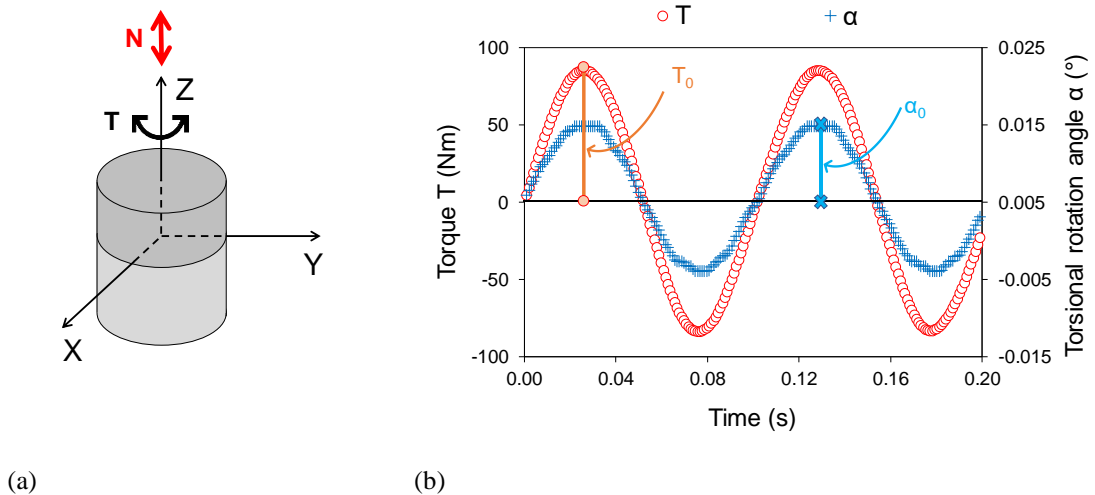 N
Z
T
Y
X
(a)
T α
100
50
0
-50
-100
Torque T (Nm)
T₀
α₀
0.025
0.015
0.005
-0.005
-0.015
Torsional rotation angle α (°)
0.00 0.04 0.08 0.12 0.16 0.20
Time (s)
(b)